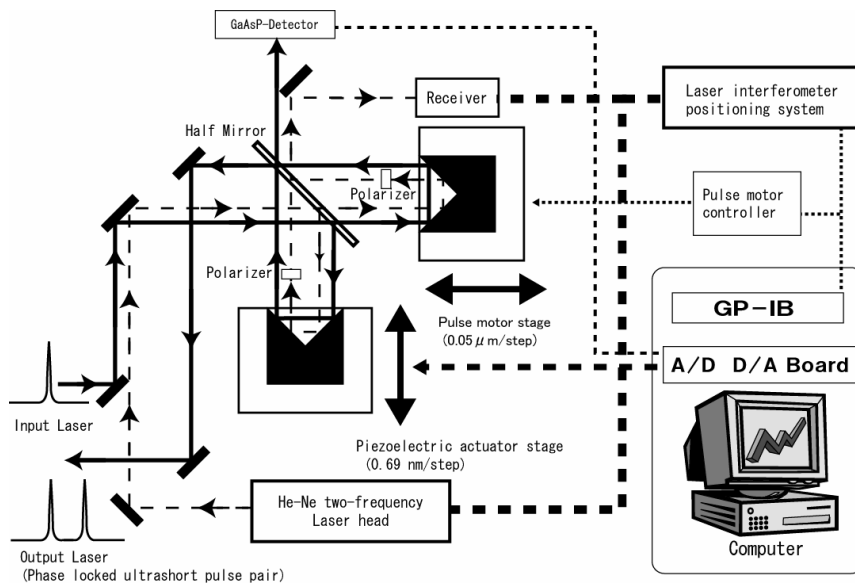 GaAsP-Detector
Receiver
Laser interferometer
positioning system
Half Mirror
Polarizer
Pulse motor
controller
Polarizer
GP-IB
Pulse motor stage
(0.05μm/step)
A/D D/A Board
Input Laser
Piezoelectric actuator stage
(0.69 nm/step)
He-Ne two-frequency
Laser head
Computer
Output Laser
(Phase locked ultrashort pulse pair)